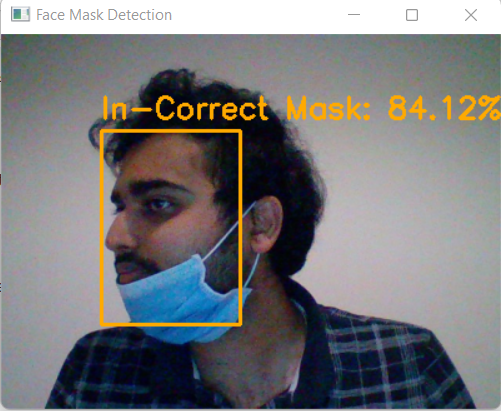 Face Mask Detection
In-Correct Mask: 84.12%